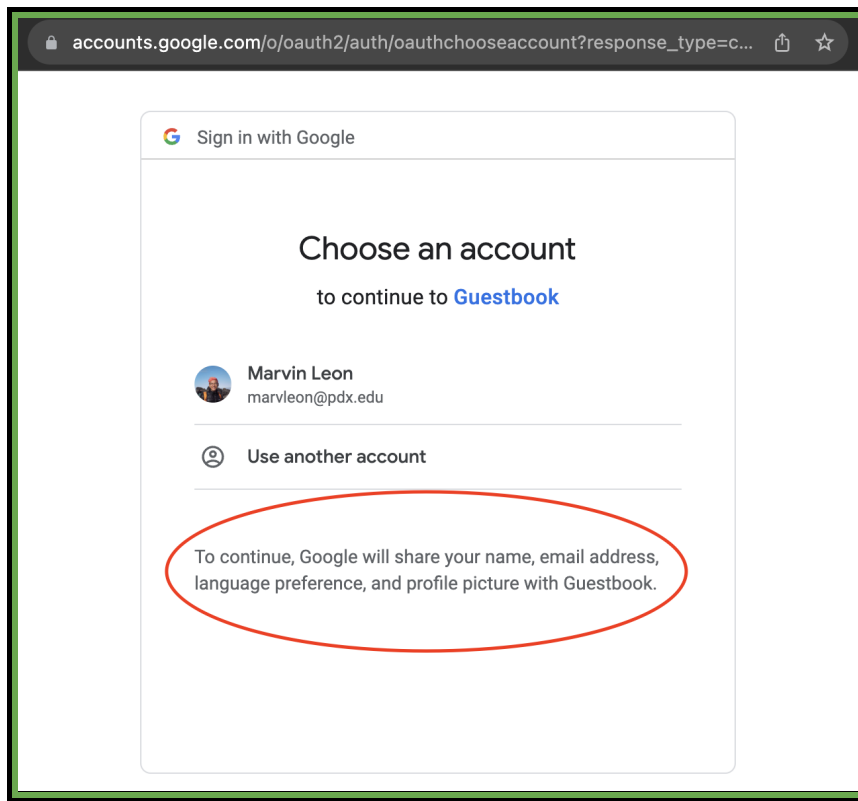 accounts.google.com/o/oauth2/auth/oauthchooseaccount?response_type=c...
Sign in with Google
Choose an account
to continue to Guestbook
Marvin Leon
marvleon@pdx.edu
Use another account
To continue, Google will share your name, email address,
language preference, and profile picture with Guestbook.